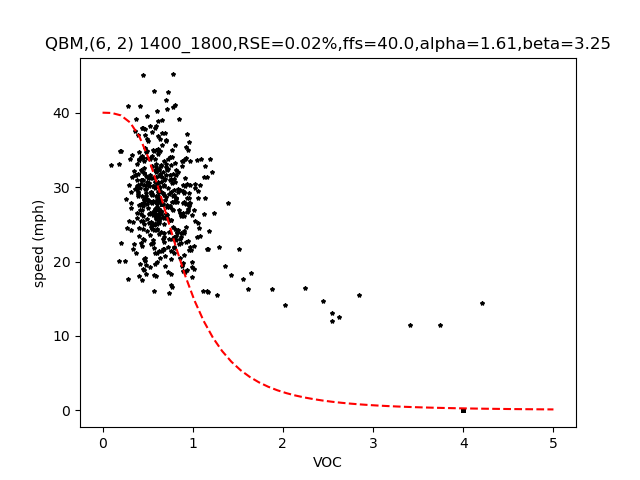 QBM,(6, 2) 1400_1800,RSE=0.02%,ffs=40.0,alpha=1.61,beta=3.25
40
30
20
10
0
speed (mph)
0 1 2 3 4 5
VOC